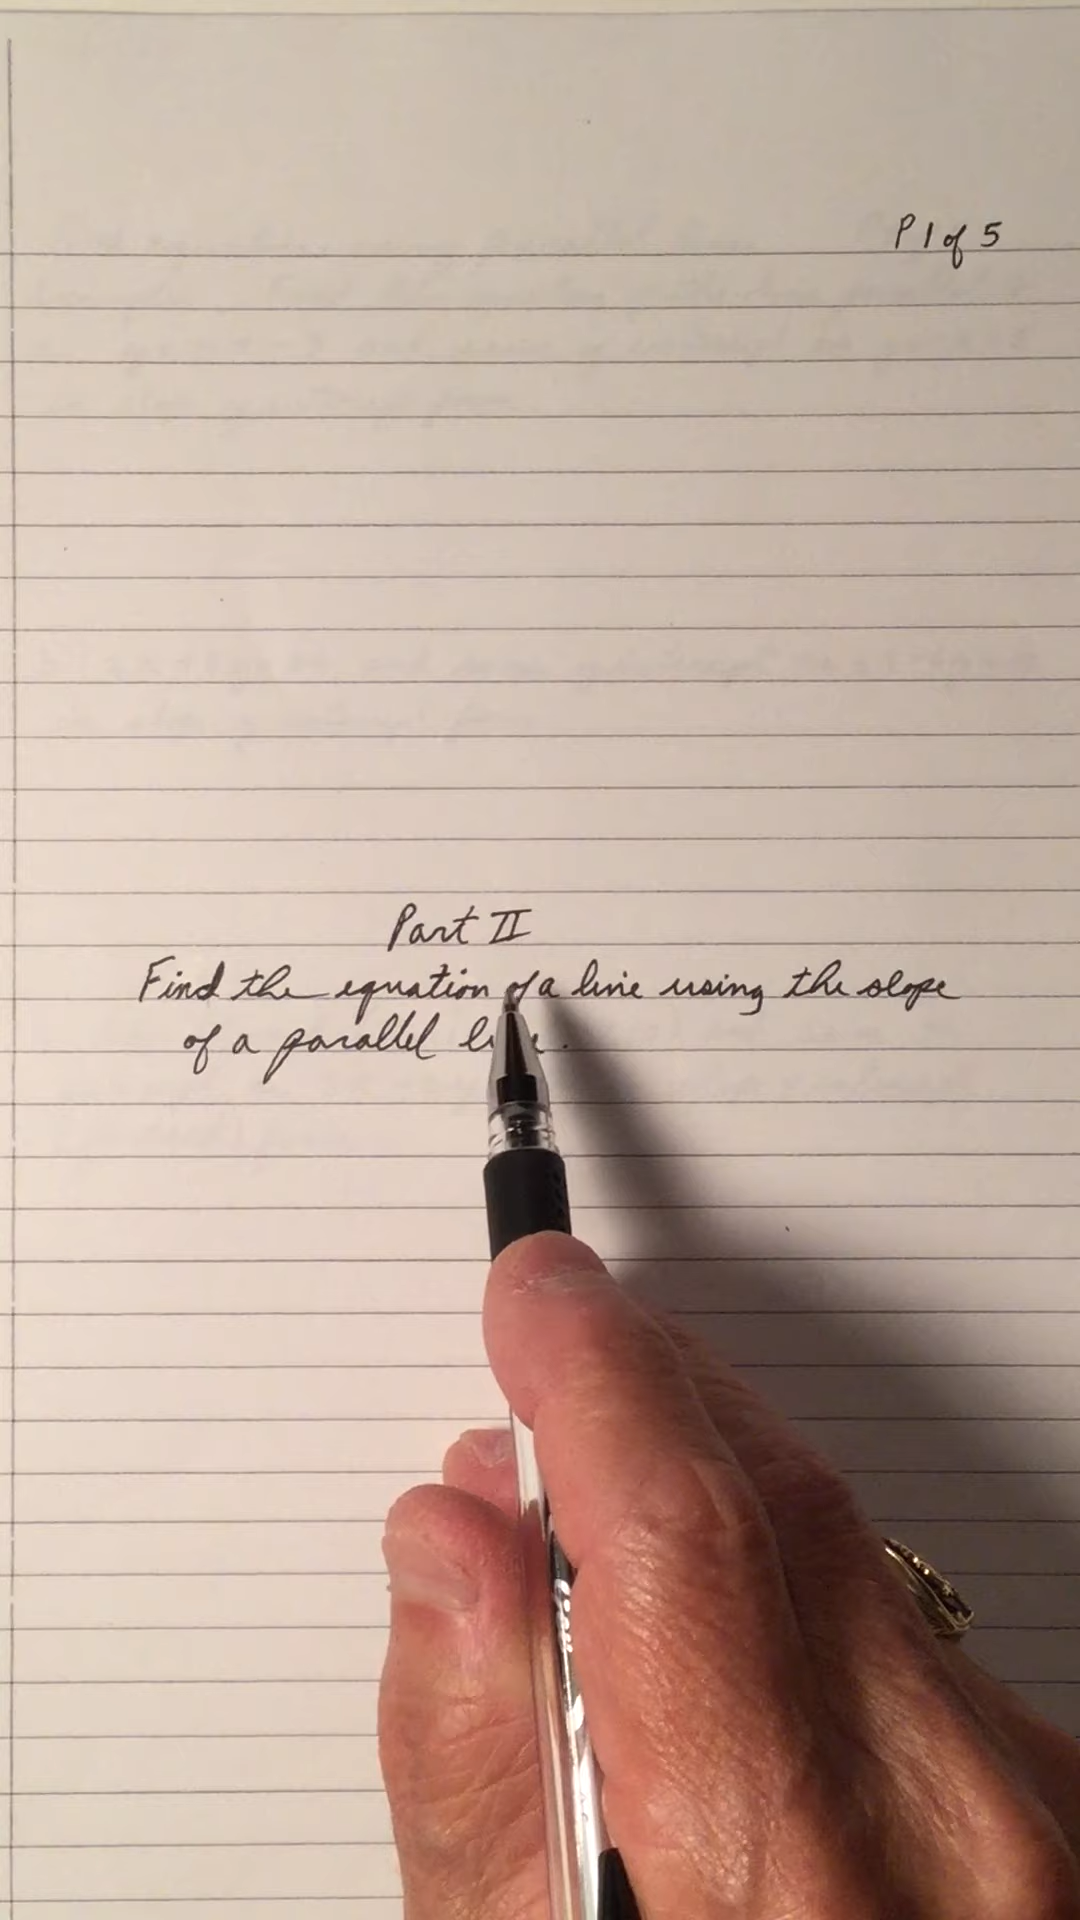 P 1 of 5
Part II
Find the equation of a line using the slope
of a parallel line.